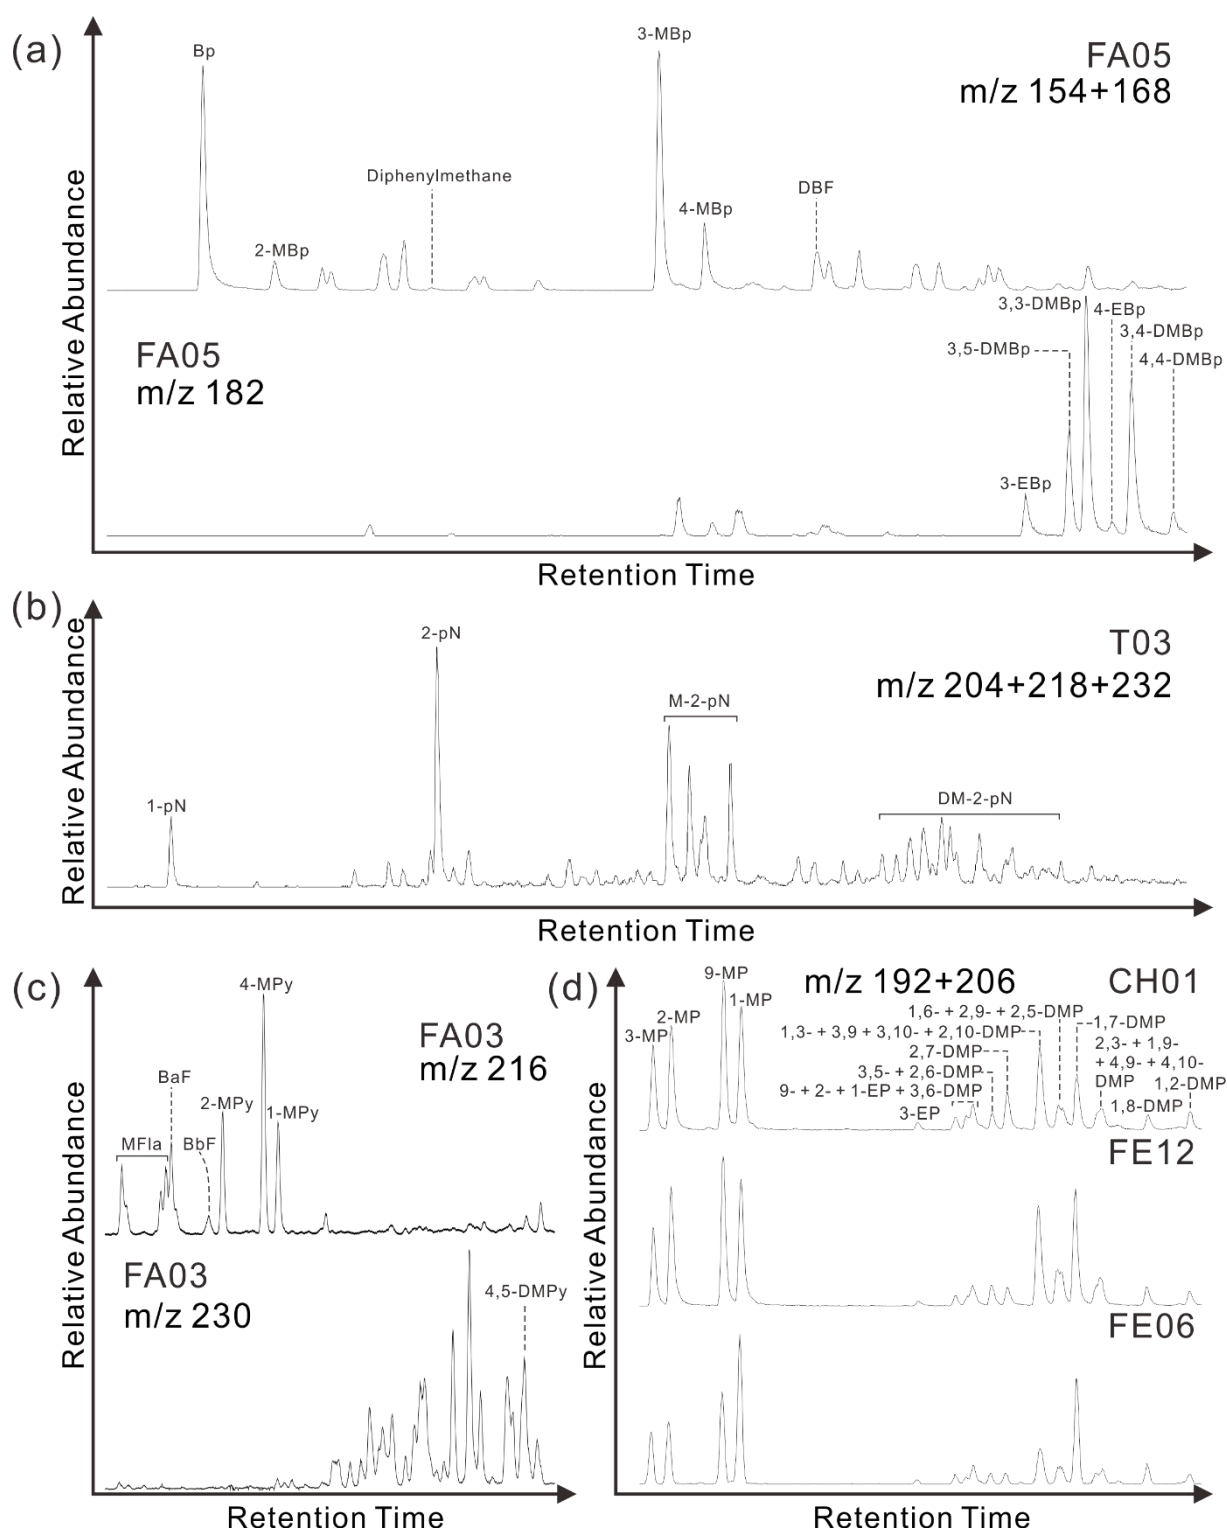 (a)
Bp
3-MBp
FA05
m/z 154+168
Diphenylmethane
4-MBp
DBF
2-MBp
Relative Abundance
FA05
m/z 182
3,3-DMBp
4-EBp
3,4-DMBp
3,5-DMBp
4,4-DMBp
3-EBp
Retention Time
(b)
2-pN
T03
m/z 204+218+232
M-2-pN
1-pN
DM-2-pN
Relative Abundance
Retention Time
(c)
4-MPy
FA03
m/z 216
BaF
2-MPy
1-MPy
MFla
BbF
Relative Abundance
FA03
m/z 230
4,5-DMPy
Retention Time
(d)
9-MP
m/z 192+206
CH01
2-MP
1-MP
3-MP
1,6- + 2,9- + 2,5-DMP
1,3- + 3,9 + 3,10- + 2,10-DMP
1,7-DMP
2,7-DMP
2,3- + 1,9-
+ 4,9- + 4,10-
DMP
3,5- + 2,6-DMP
9- + 2- + 1-EP + 3,6-DMP
1,2-DMP
3-EP
1,8-DMP
FE12
Relative Abundance
FE06
Retention Time